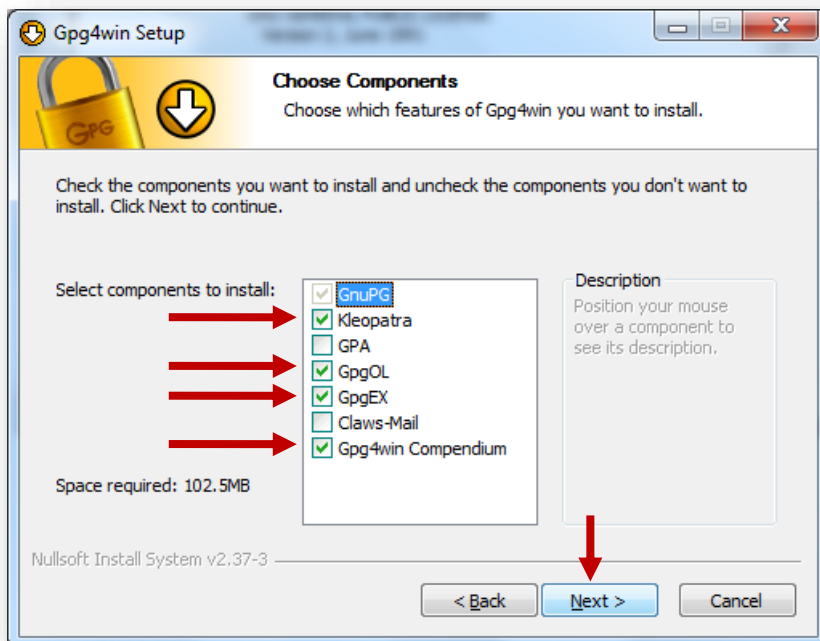 Gpg4win Setup
Choose Components
Choose which features of Gpg4win you want to install.
GPG
Check the components you want to install and uncheck the components you don't want to
install. Click Next to continue.
Select components to install:
GnuPG
Kleopatra
GPA
GpgOL
GpgEX
Claws-Mail
Gpg4win Compendium
Description
Position your mouse
over a component to
see its description.
Space required: 102.5MB
Nullsoft Install System v2.37-3
< Back
Next >
Cancel